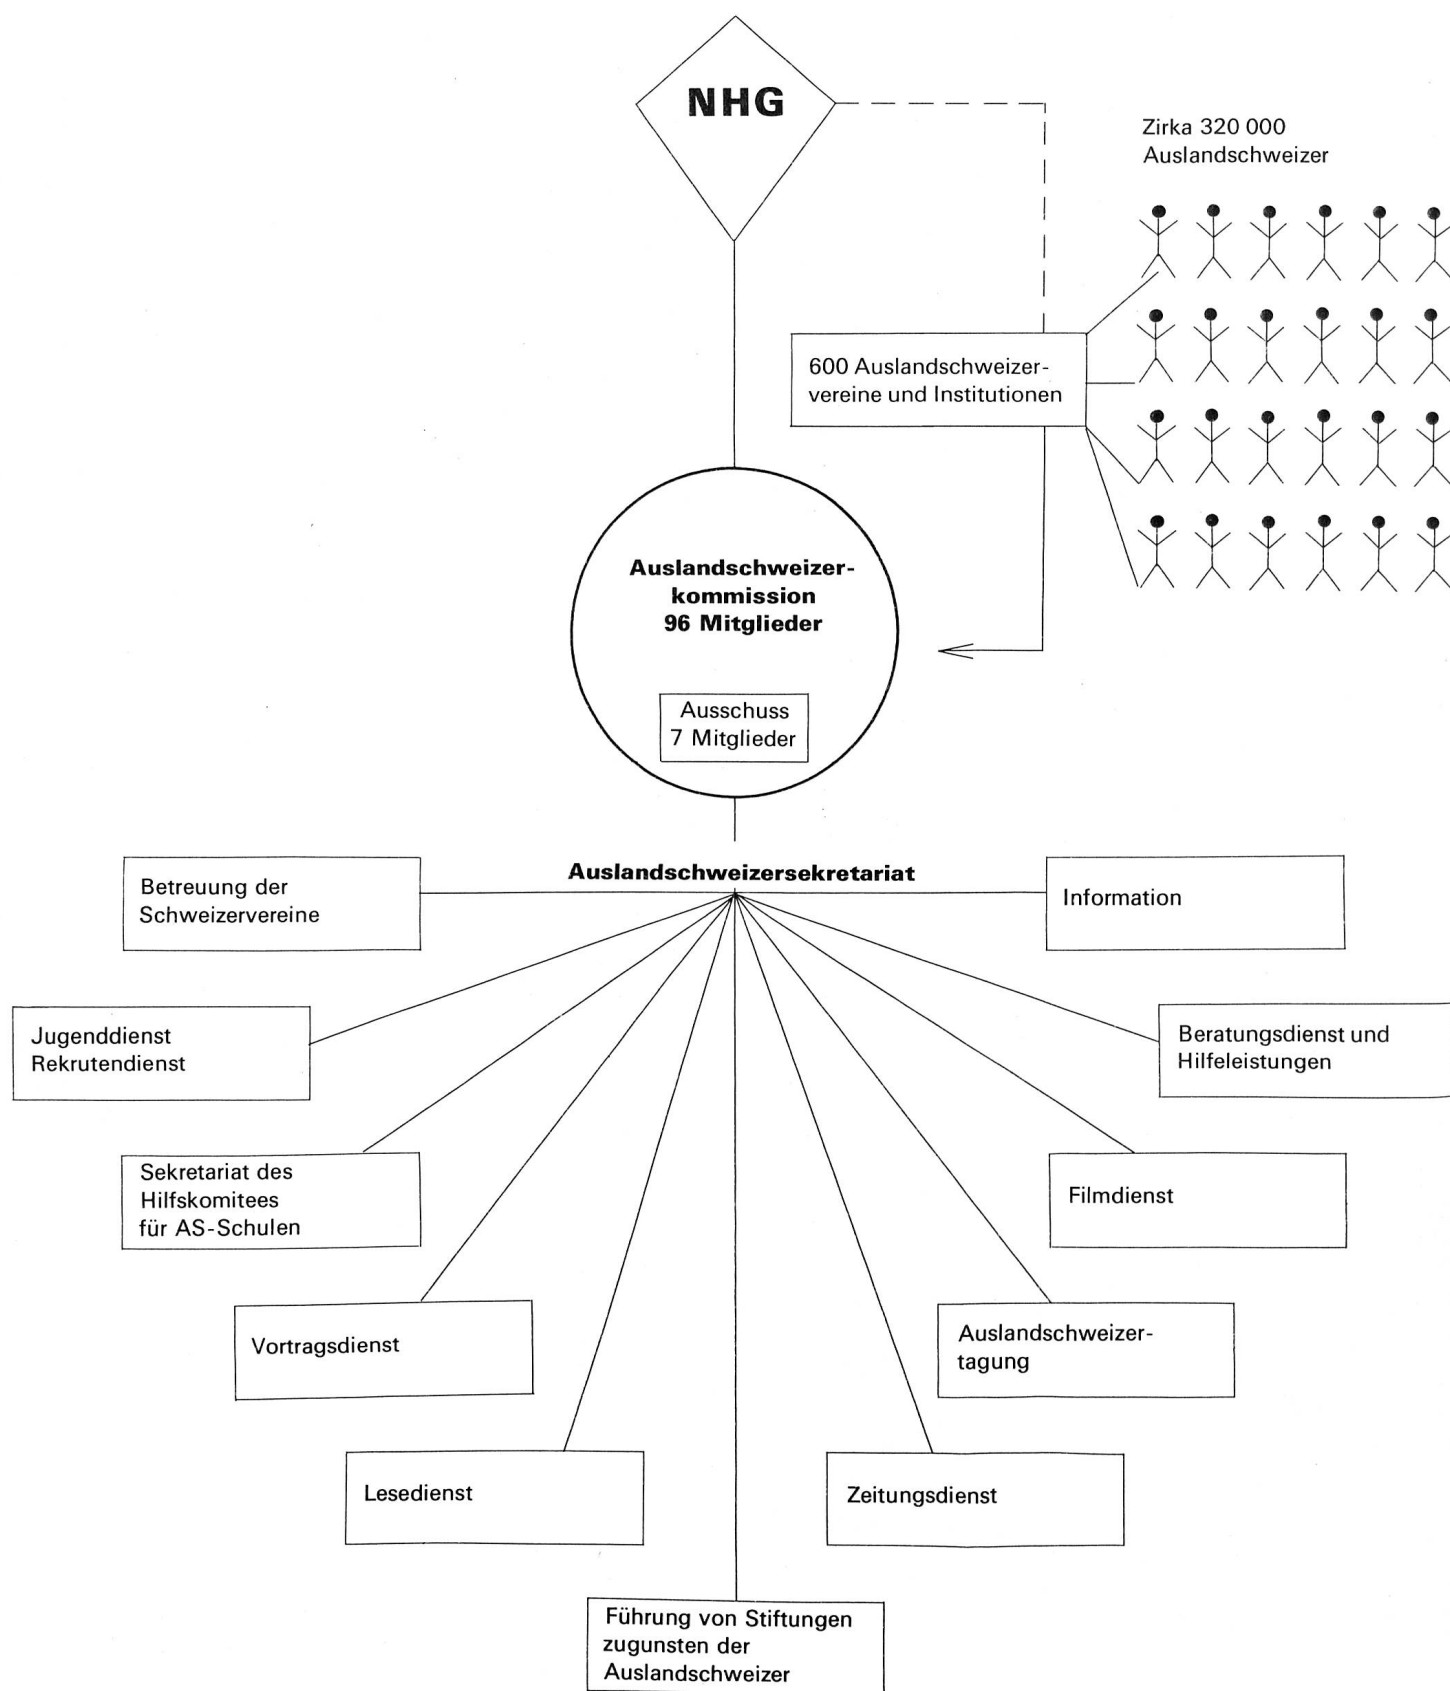 NHG
Zirka 320 000
Auslandschweizer
600 Auslandschweizer-
vereine und Institutionen
Auslandschweizer-
kommission
96 Mitglieder
Ausschuss
7 Mitglieder
Auslandschweizersekretariat
Betreuung der
Schweizervereine
Information
Jugenddienst
Rekrutendienst
Beratungsdienst und
Hilfeleistungen
Sekretariat des
Hilfskomitees
für AS-Schulen
Filmdienst
Vortragsdienst
Auslandschweizer-
tagung
Lesedienst
Zeitungsdienst
Führung von Stiftungen
zugunsten der
Auslandschweizer